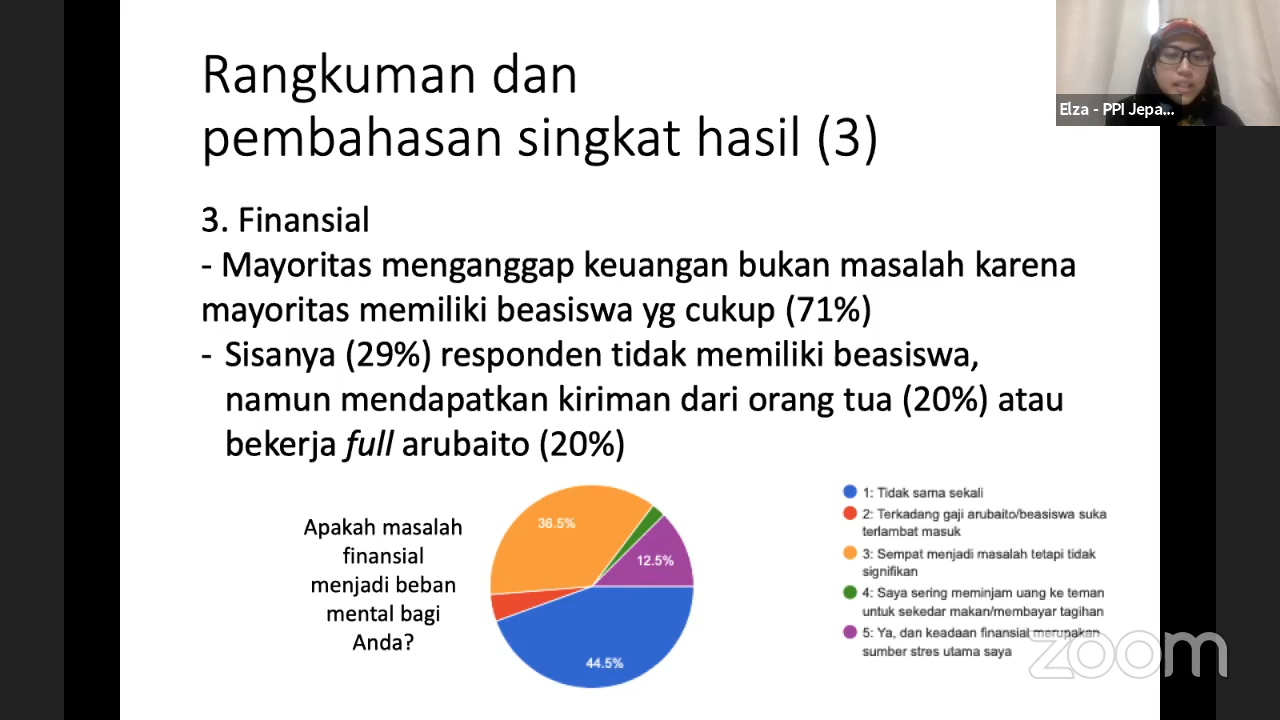 Rangkuman dan
pembahasan singkat hasil (3)
Elza - PPI Jepa...
3. Finansial
- Mayoritas menganggap keuangan bukan masalah karena
mayoritas memiliki beasiswa yg cukup (71%)
- Sisanya (29%) responden tidak memiliki beasiswa,
namun mendapatkan kiriman dari orang tua (20%) atau
bekerja full arubaito (20%)
Apakah masalah
finansial
menjadi beban
mental bagi
Anda?
36.5%
12.5%
44.5%
1: Tidak sama sekali
2: Terkadang gaji arubaito/beasiswa suka
terlambat masuk
3: Sempat menjadi masalah tetapi tidak
signifikan
4: Saya sering meminjam uang ke teman
untuk sekedar makan/membayar tagihan
5: Ya, dan keadaan finansial merupakan
sumber stres utama saya
zoom